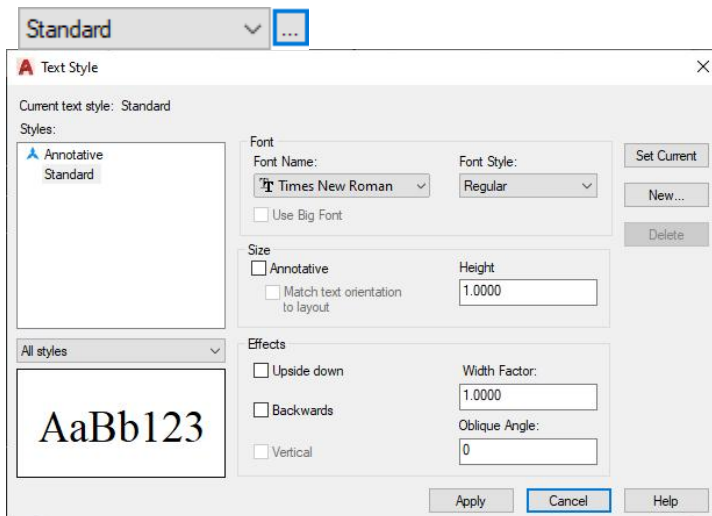 Standard
...
Text Style
Current text style: Standard
Styles:
Annotative
Standard
All styles
AaBb123
Font
Font Name:
Times New Roman
Font Style:
Regular
Use Big Font
Size
Annotative
Match text orientation
to layout
Height
1.0000
Effects
Upside down
Backwards
Vertical
Width Factor:
1.0000
Oblique Angle:
0
Set Current
New...
Delete
Apply
Cancel
Help